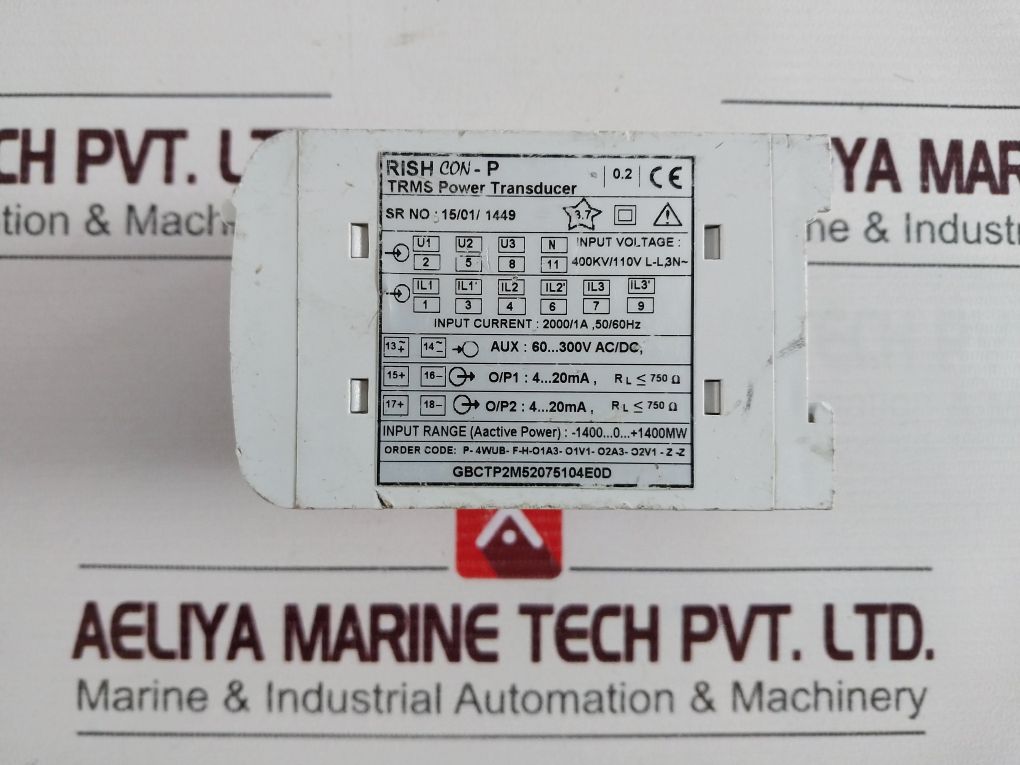 CH PVT. L
YA MARINE
tion & Mach
ne & Industri
RISH CON - P
TRMS Power Transducer
0.2 CE
SR NO : 15/01/ 1449
3.7
U1 U2 U3 N INPUT VOLTAGE :
2 5 8 11 400KV/110V L-L,3N~
IL1 IL1' IL2 IL2' IL3 IL3'
1 3 4 6 7 9
INPUT CURRENT : 2000/1A ,50/60Hz
13 ~+ 14 ~- AUX : 60...300V AC/DC,
15+ 16– O/P1 : 4...20mA , RL ≤ 750 Ω
17+ 18– O/P2 : 4...20mA , RL ≤ 750 Ω
INPUT RANGE (Aactive Power) : -1400...0...+1400MW
ORDER CODE: P- 4WUB- F-H-O1A3- O1V1- O2A3- O2V1 - Z -Z
GBCTP2M52075104E0D
AELIYA MARINE TECH PVT. LTD.
Marine & Industrial Automation & Machinery